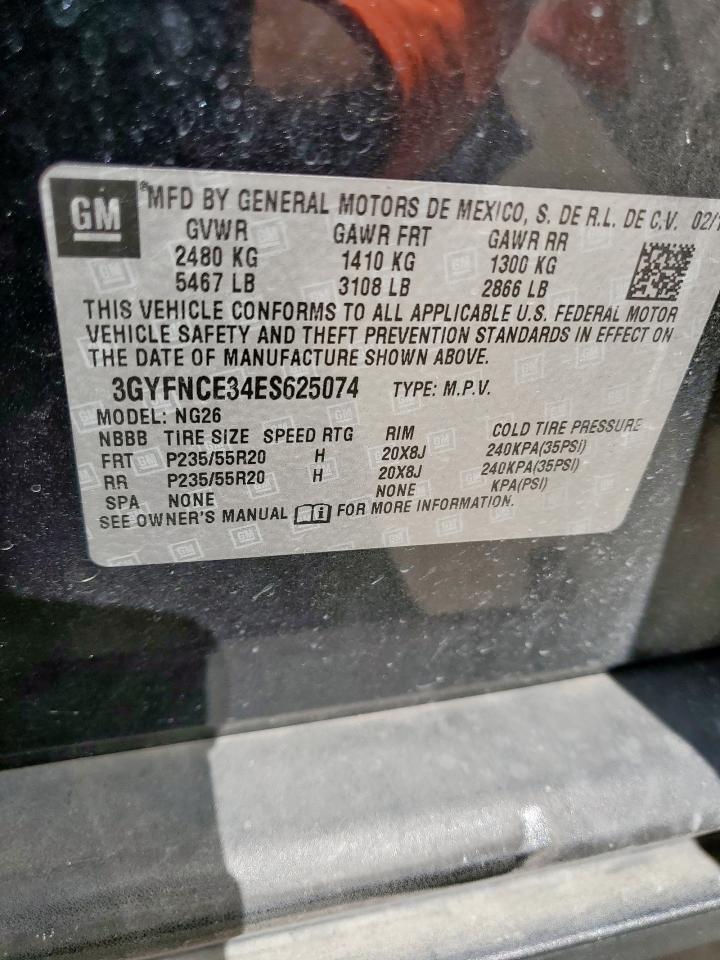 GM ® MFD BY GENERAL MOTORS DE MEXICO, S. DE R.L. DE C.V. 02/1
GVWR GAWR FRT GAWR RR
2480 KG 1410 KG 1300 KG
5467 LB 3108 LB 2866 LB
THIS VEHICLE CONFORMS TO ALL APPLICABLE U.S. FEDERAL MOTOR
VEHICLE SAFETY AND THEFT PREVENTION STANDARDS IN EFFECT ON
THE DATE OF MANUFACTURE SHOWN ABOVE.
3GYFNCE34ES625074 TYPE: M.P.V.
MODEL: NG26
NBBB TIRE SIZE SPEED RTG RIM COLD TIRE PRESSURE
FRT P235/55R20 H 20X8J 240KPA(35PSI)
RR P235/55R20 H 20X8J 240KPA(35PSI)
SPA NONE NONE KPA(PSI)
SEE OWNER'S MANUAL FOR MORE INFORMATION.